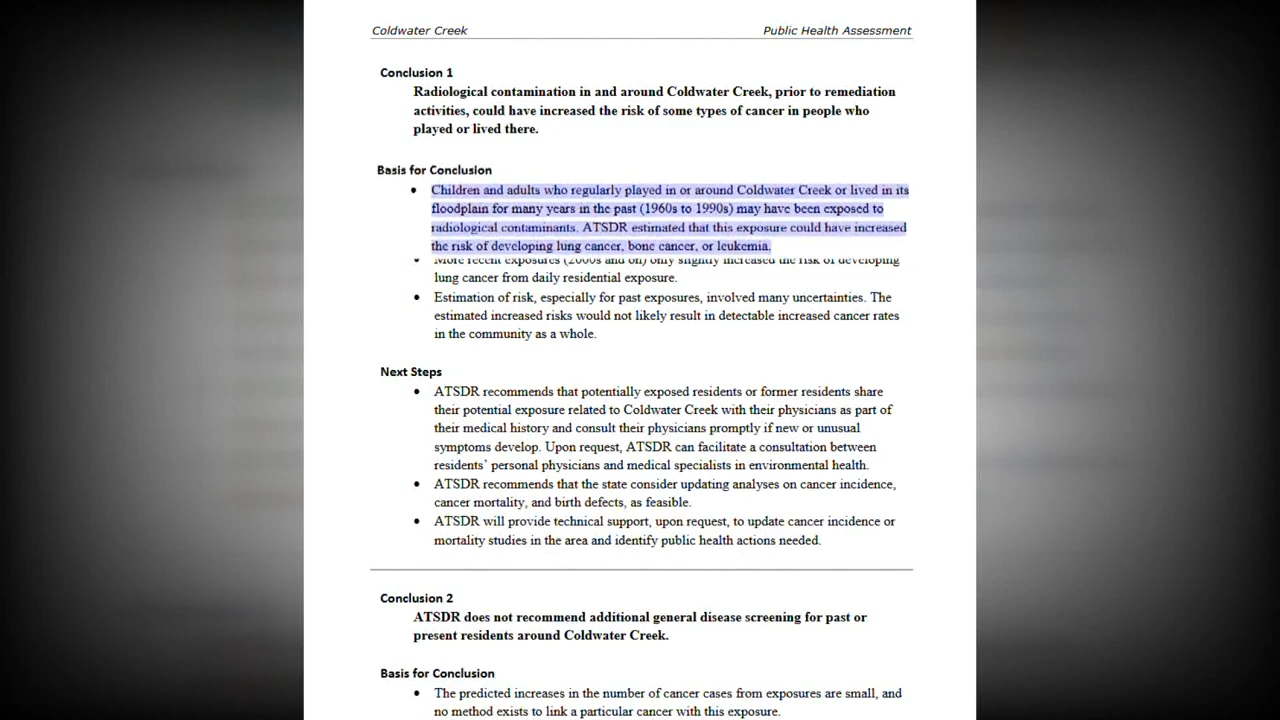 Coldwater Creek Public Health Assessment
Conclusion 1
Radiological contamination in and around Coldwater Creek, prior to remediation
activities, could have increased the risk of some types of cancer in people who
played or lived there.
Basis for Conclusion
• Children and adults who regularly played in or around Coldwater Creek or lived in its
floodplain for many years in the past (1960s to 1990s) may have been exposed to
radiological contaminants. ATSDR estimated that this exposure could have increased
the risk of developing lung cancer, bone cancer, or leukemia.
• More recent exposures (2000s and on) only slightly increased the risk of developing
lung cancer from daily residential exposure.
• Estimation of risk, especially for past exposures, involved many uncertainties. The
estimated increased risks would not likely result in detectable increased cancer rates
in the community as a whole.
Next Steps
• ATSDR recommends that potentially exposed residents or former residents share
their potential exposure related to Coldwater Creek with their physicians as part of
their medical history and consult their physicians promptly if new or unusual
symptoms develop. Upon request, ATSDR can facilitate a consultation between
residents’ personal physicians and medical specialists in environmental health.
• ATSDR recommends that the state consider updating analyses on cancer incidence,
cancer mortality, and birth defects, as feasible.
• ATSDR will provide technical support, upon request, to update cancer incidence or
mortality studies in the area and identify public health actions needed.
Conclusion 2
ATSDR does not recommend additional general disease screening for past or
present residents around Coldwater Creek.
Basis for Conclusion
• The predicted increases in the number of cancer cases from exposures are small, and
no method exists to link a particular cancer with this exposure.